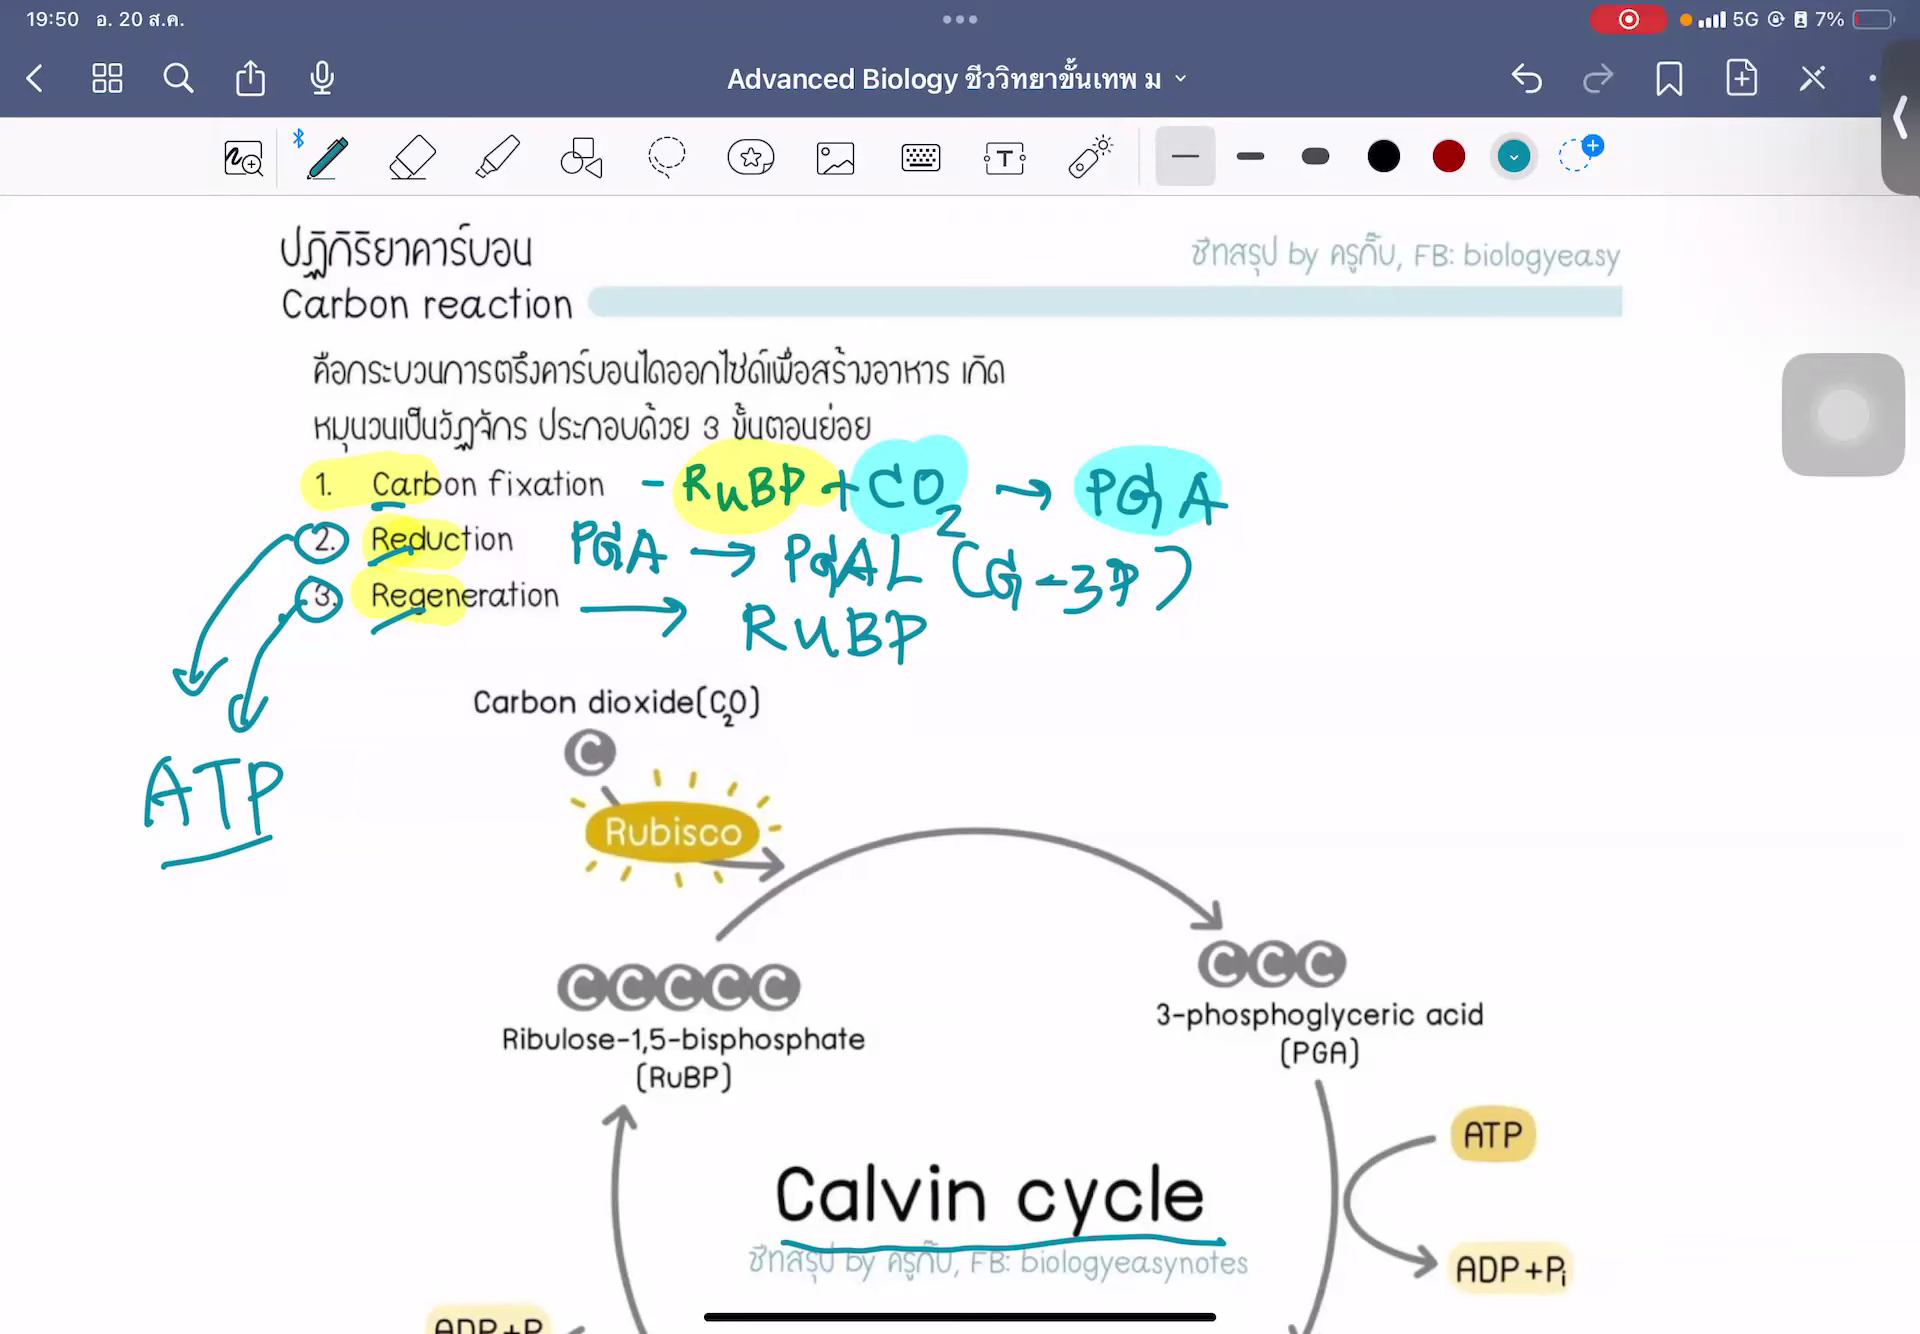 19:50 อ. 20 ส.ค.
5G 7%
Advanced Biology ชีววิทยาชั้นเทพ ม
T
ปฏิกิริยาคาร์บอน
ชีทสรุป by ครูกิ๊บ, FB: biologyeasy
Carbon reaction
คือกระบวนการตรึงคาร์บอนไดออกไซด์เพื่อสร้างอาหาร เกิด
หมุนวนเป็นวัฏจักร ประกอบด้วย 3 ขั้นตอนย่อย
1. Carbon fixation - RuBP + CO2 → PGA
2. Reduction PGA → PGAL (G-3P)
3. Regeneration → RuBP
ATP
Carbon dioxide(C2O)
C
Rubisco
CCCCC
CCC
Ribulose-1,5-bisphosphate
(RuBP)
3-phosphoglyceric acid
(PGA)
ATP
Calvin cycle
ชีทสรุป by ครูกิ๊บ, FB: biologyeasynotes
ADP+Pi
ADP+P